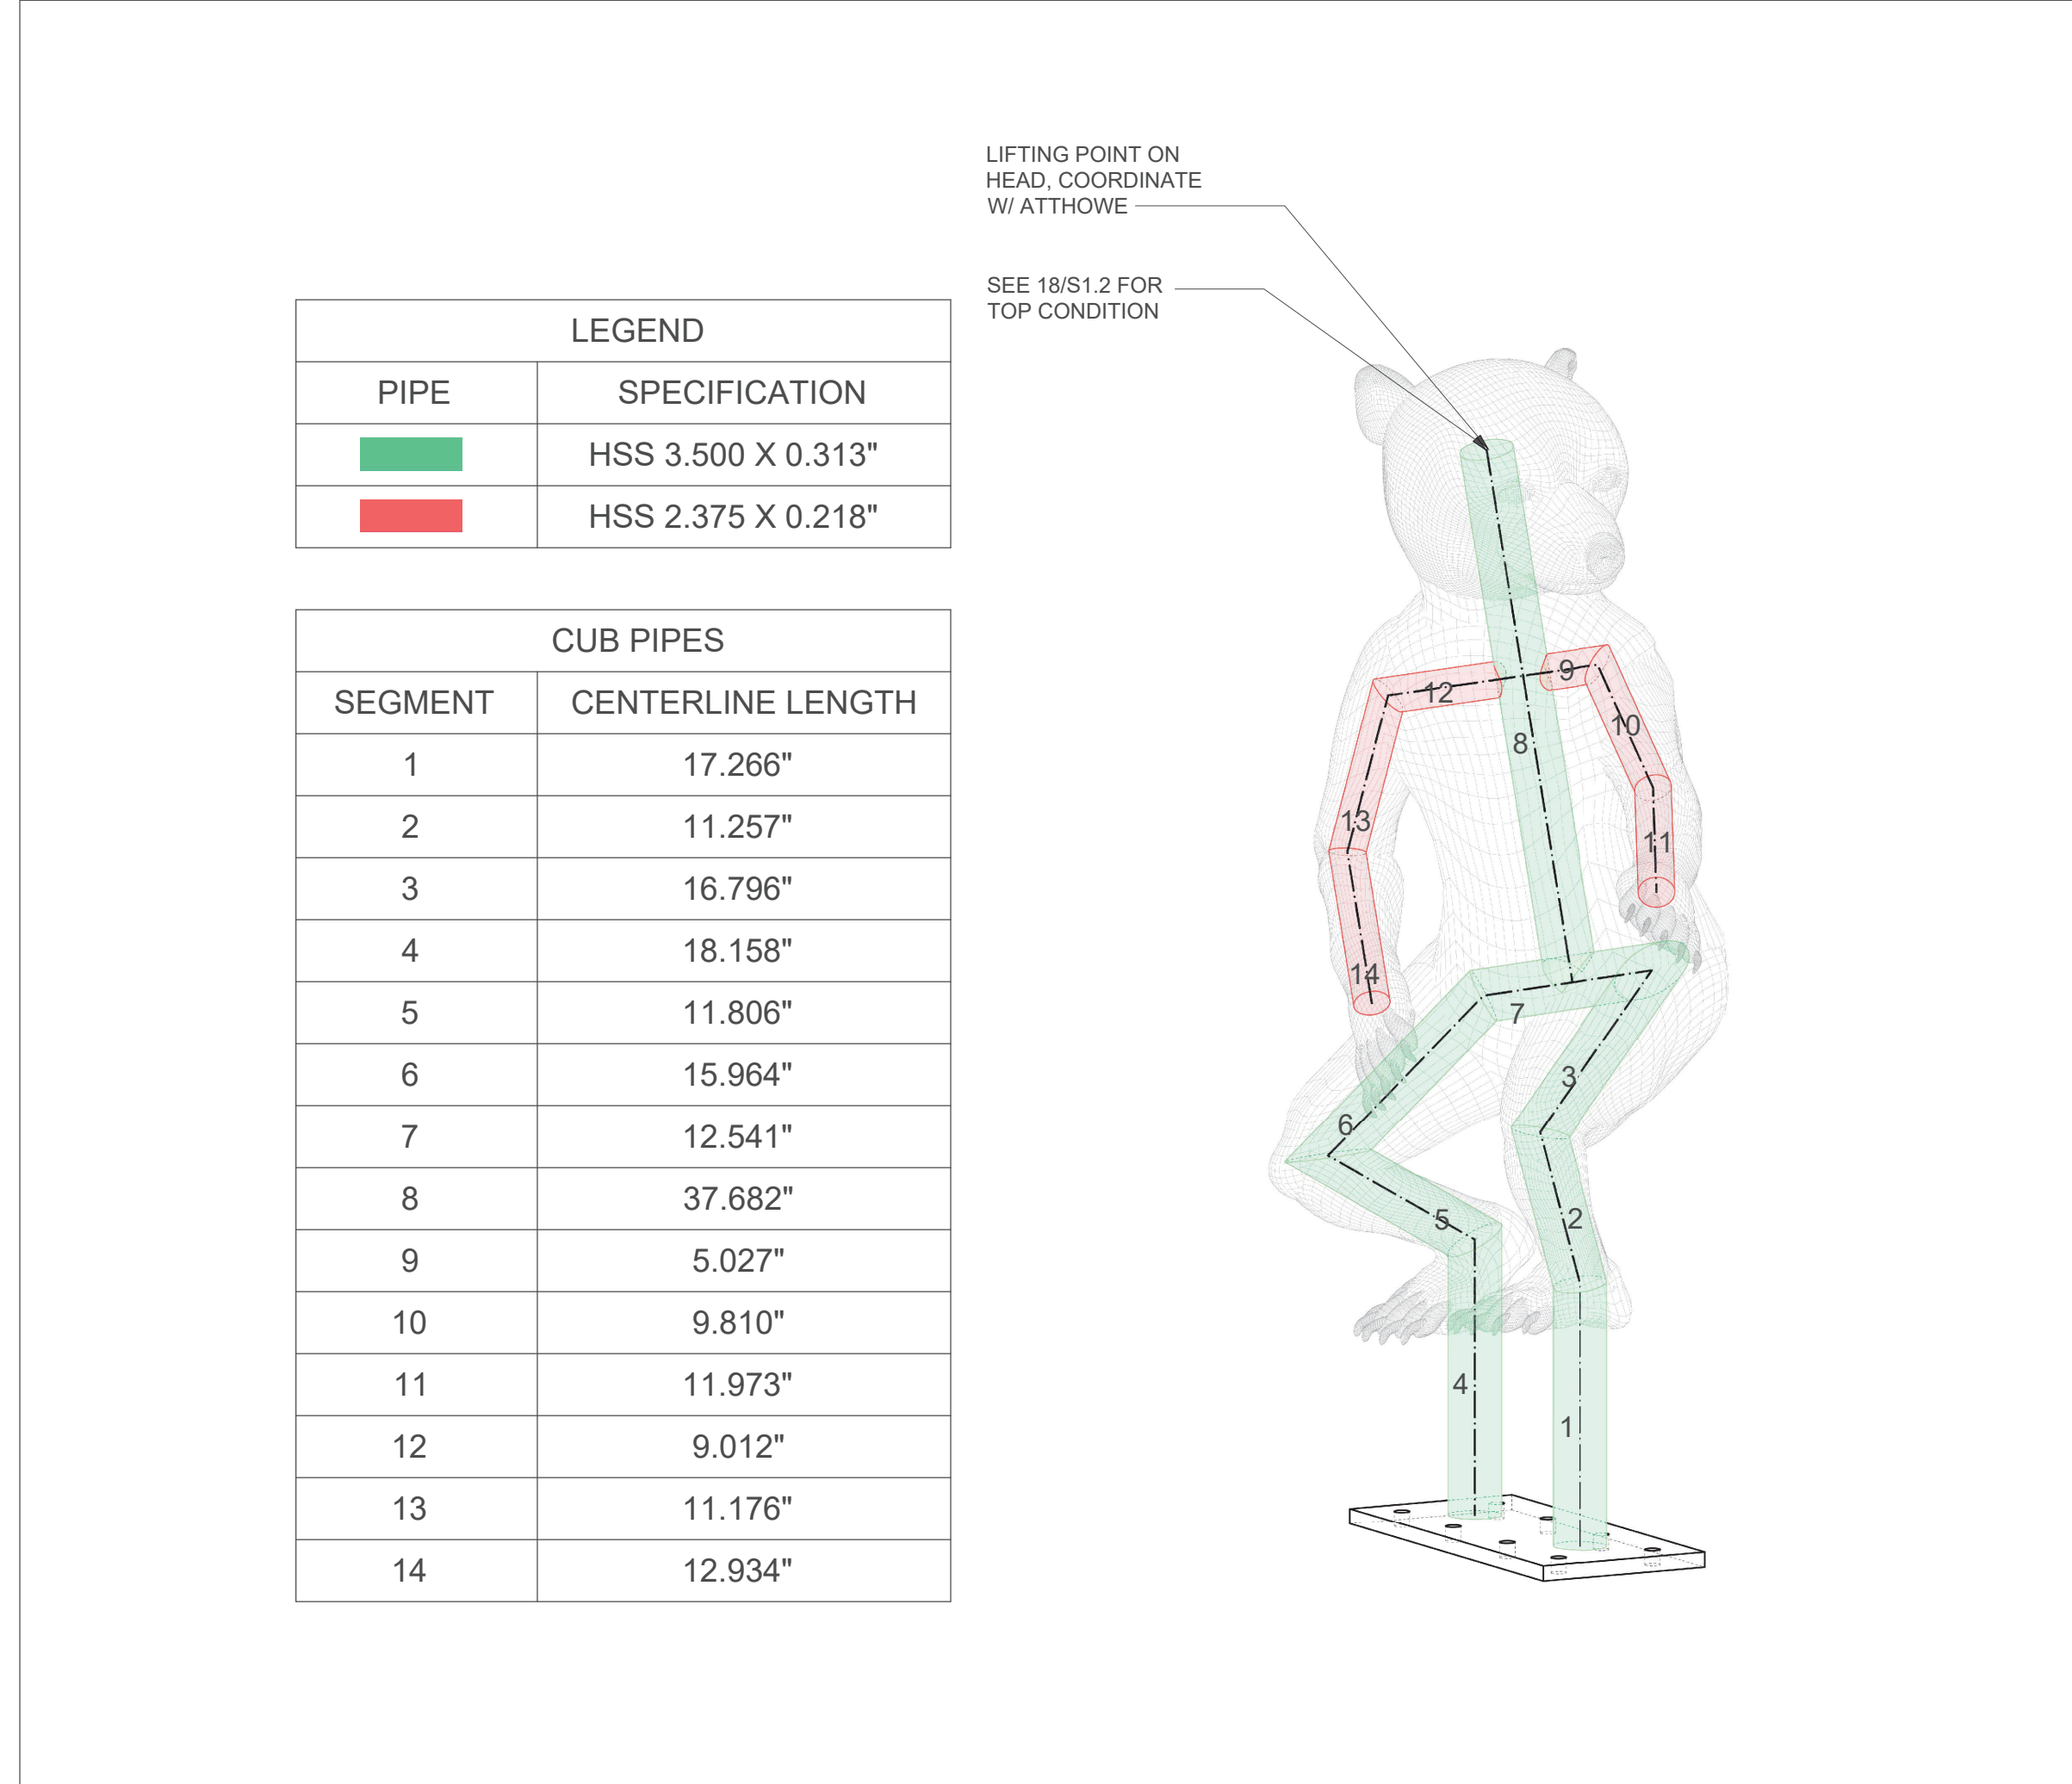 LIFTING POINT ON
HEAD, COORDINATE
W/ ATTHOWE
SEE 18/S1.2 FOR
TOP CONDITION
LEGEND
PIPE SPECIFICATION
HSS 3.500 X 0.313"
HSS 2.375 X 0.218"
CUB PIPES
SEGMENT CENTERLINE LENGTH
1 17.266"
2 11.257"
3 16.796"
4 18.158"
5 11.806"
6 15.964"
7 12.541"
8 37.682"
9 5.027"
10 9.810"
11 11.973"
12 9.012"
13 11.176"
14 12.934"
9
12
10
8
13
11
14
7
3
6
2
5
4
1